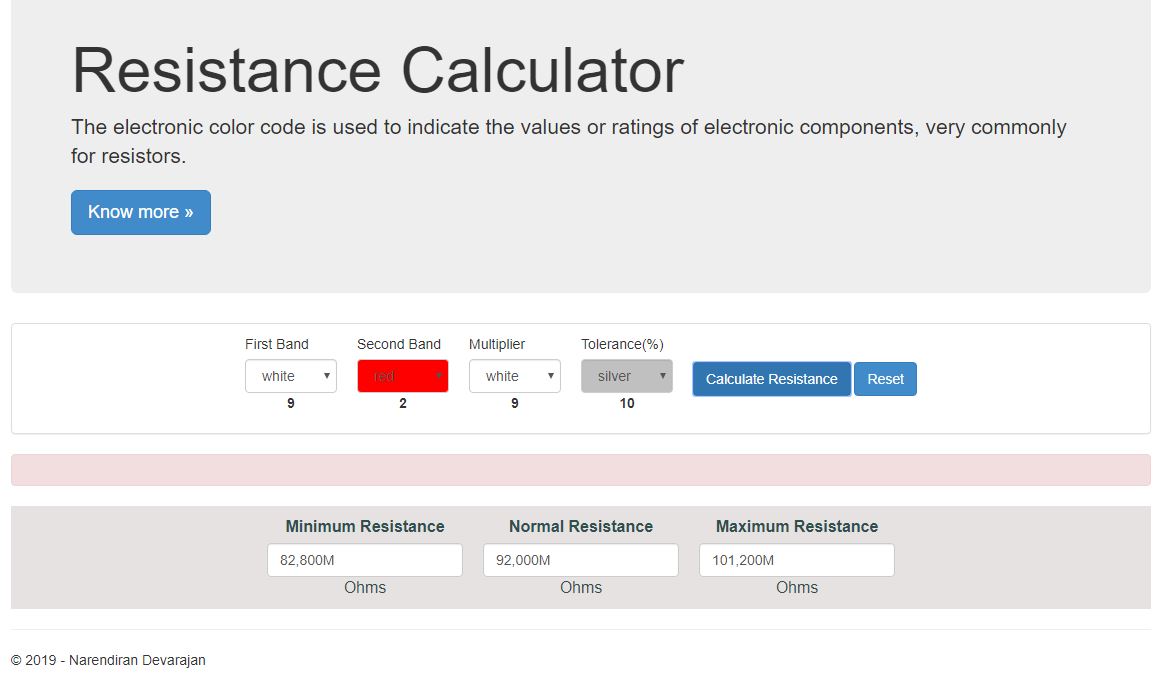 Resistance Calculator
The electronic color code is used to indicate the values or ratings of electronic components, very commonly
for resistors.
Know more »
First Band Second Band Multiplier Tolerance(%)
white red white silver Calculate Resistance Reset
9 2 9 10
Minimum Resistance Normal Resistance Maximum Resistance
82,800M 92,000M 101,200M
Ohms Ohms Ohms
© 2019 - Narendiran Devarajan